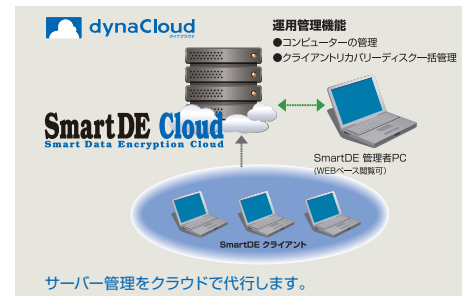 dynaCloud
ダイナクラウド
運用管理機能
●コンピューターの管理
●クライアントリカバリーディスク一括管理
SmartDE Cloud
Smart Data Encryption Cloud
SmartDE 管理者PC
(WEBベース閲覧可)
SmartDE クライアント
サーバー管理をクラウドで代行します。